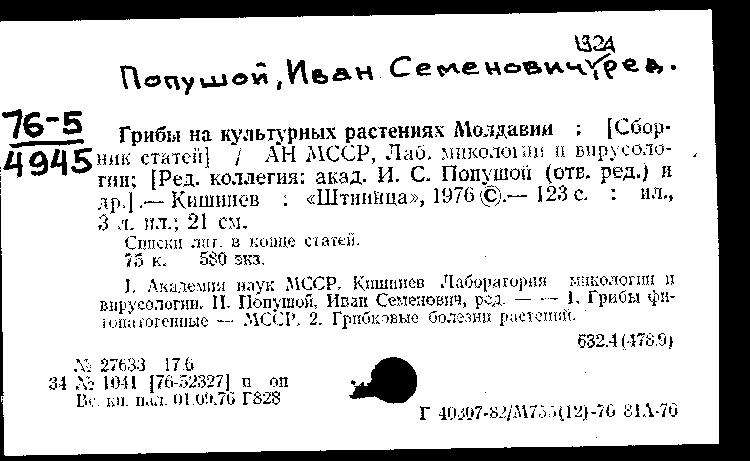 Попушой, Иван Семенович, ред.
76-5
4945
Грибы на культурных растениях Молдавии : [Сбор-
ник статей] / АН МССР, Лаб. микологии и вирусоло-
гии; [Ред. коллегия: акад. И. С. Попушой (отв. ред.) и
др.].— Кишинев : «Штиинца», 1976 ©.— 123 с. : ил.,
3 л. ил.; 21 см.
Списки лит. в конце статей.
75 к. 580 экз.
I. Академия наук МССР. Кишинев. Лаборатория микологии и
вирусологии. II. Попушой, Иван Семенович, ред. — — 1. Грибы фи-
топатогенные — МССР. 2. Грибковые болезни растений.
632.4(478.9)
№ 27633 17.6
34 № 1041 [76-52327] п оп
Вс. кн. пал. 01.09.76 Г828
Г 40307-82/М755(12)-76 81А-76